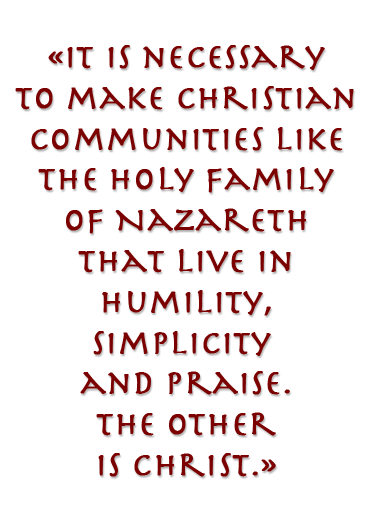 «It is necessary
to make Christian
communities like
the Holy Family
of Nazareth
that live in
humility,
simplicity
and praise.
The other
is Christ.»